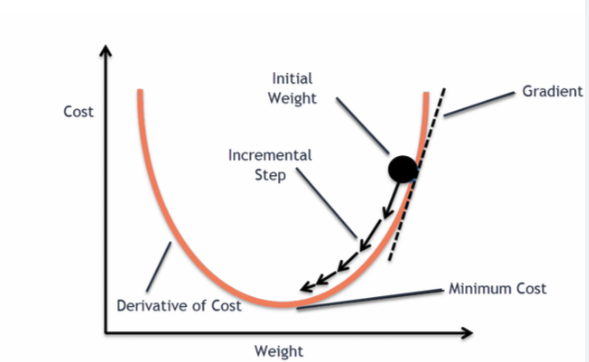 Initial
Weight
Gradient
Cost
Incremental
Step
Minimum Cost
Derivative of Cost
Weight